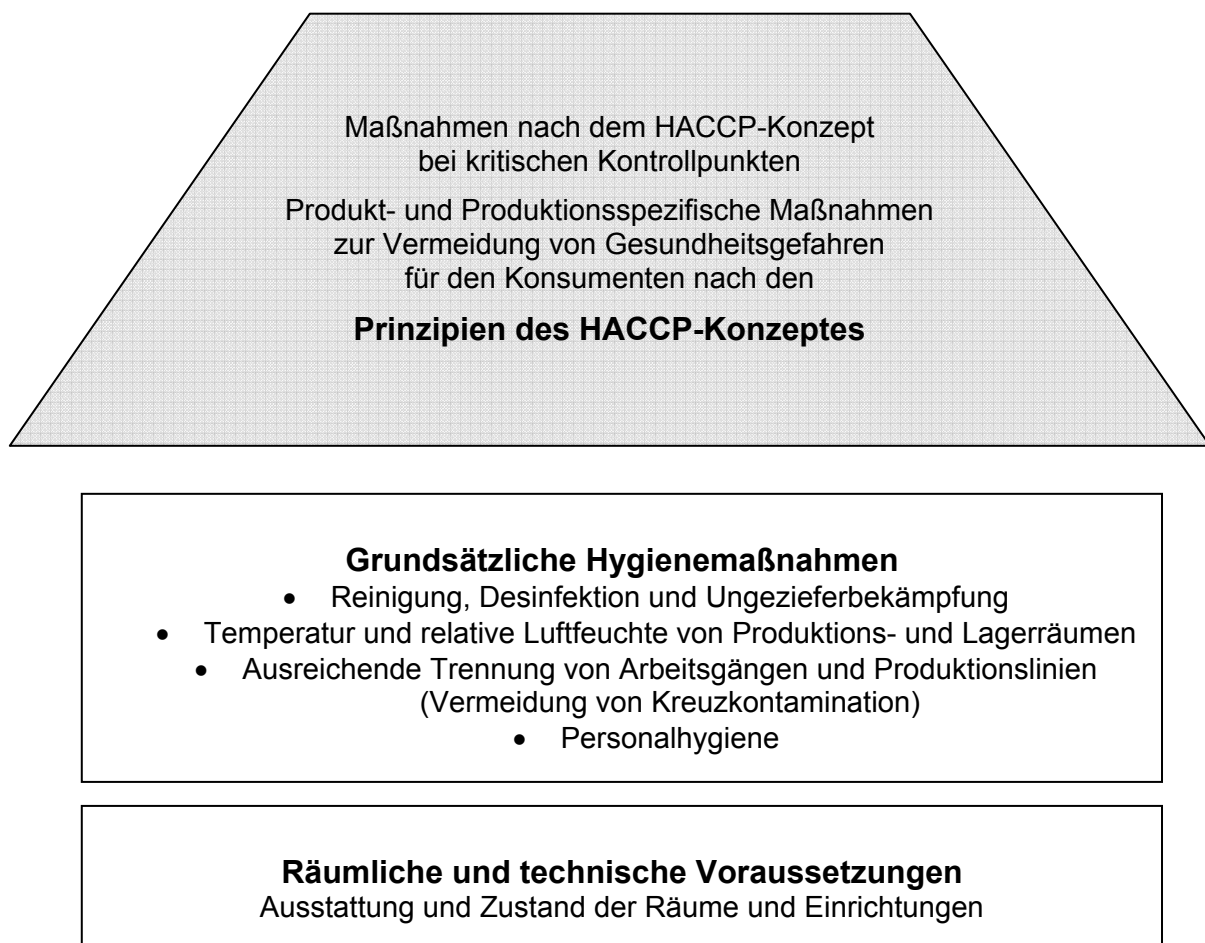 Maßnahmen nach dem HACCP-Konzept
bei kritischen Kontrollpunkten
Produkt- und Produktionsspezifische Maßnahmen
zur Vermeidung von Gesundheitsgefahren
für den Konsumenten nach den
Prinzipien des HACCP-Konzeptes
Grundsätzliche Hygienemaßnahmen
• Reinigung, Desinfektion und Ungezieferbekämpfung
• Temperatur und relative Luftfeuchte von Produktions- und Lagerräumen
• Ausreichende Trennung von Arbeitsgängen und Produktionslinien
(Vermeidung von Kreuzkontamination)
• Personalhygiene
Räumliche und technische Voraussetzungen
Ausstattung und Zustand der Räume und Einrichtungen